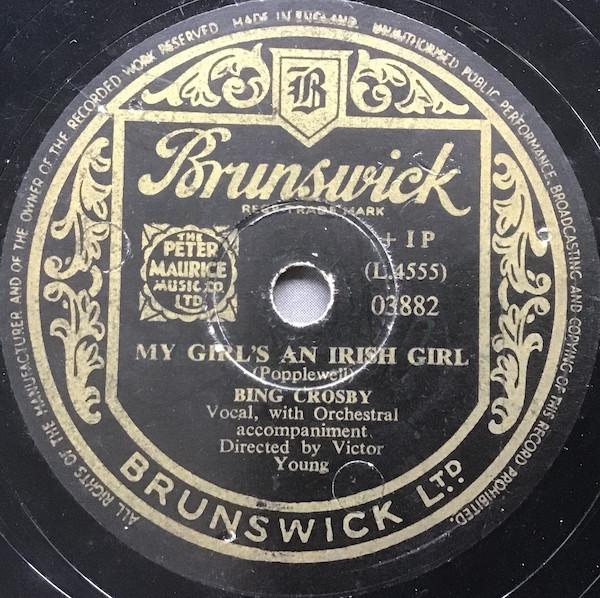 ALL RIGHTS OF THE MANUFACTURER AND OF THE OWNER OF THE RECORDED WORK RESERVED MADE IN ENGLAND UNAUTHORISED PUBLIC PERFORMANCE, BROADCASTING AND COPYING OF THIS RECORD PROHIBITED.
B
Brunswick
REGD TRADE MARK
THE
PETER
MAURICE
MUSIC CO
LTD.
+ I P
(L.4555)
03882
MY GIRL'S AN IRISH GIRL
(Popplewell)
BING CROSBY
Vocal, with Orchestral
accompaniment
Directed by Victor
Young
BRUNSWICK LTD.